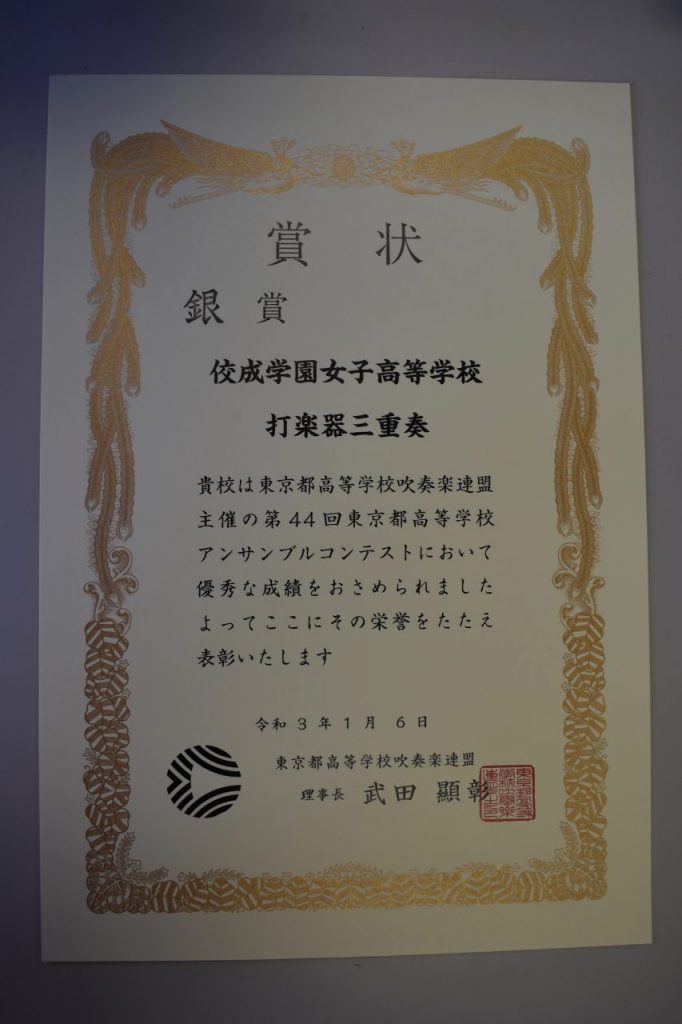 賞状
銀賞
佼成学園女子高等学校
打楽器三重奏
貴校は東京都高等学校吹奏楽連盟
主催の第44回東京都高等学校
アンサンブルコンテストにおいて
優秀な成績をおさめられました
よってここにその栄誉をたたえ
表彰いたします
令和3年1月6日
東京都高等学校吹奏楽連盟
理事長 武田 顯彰